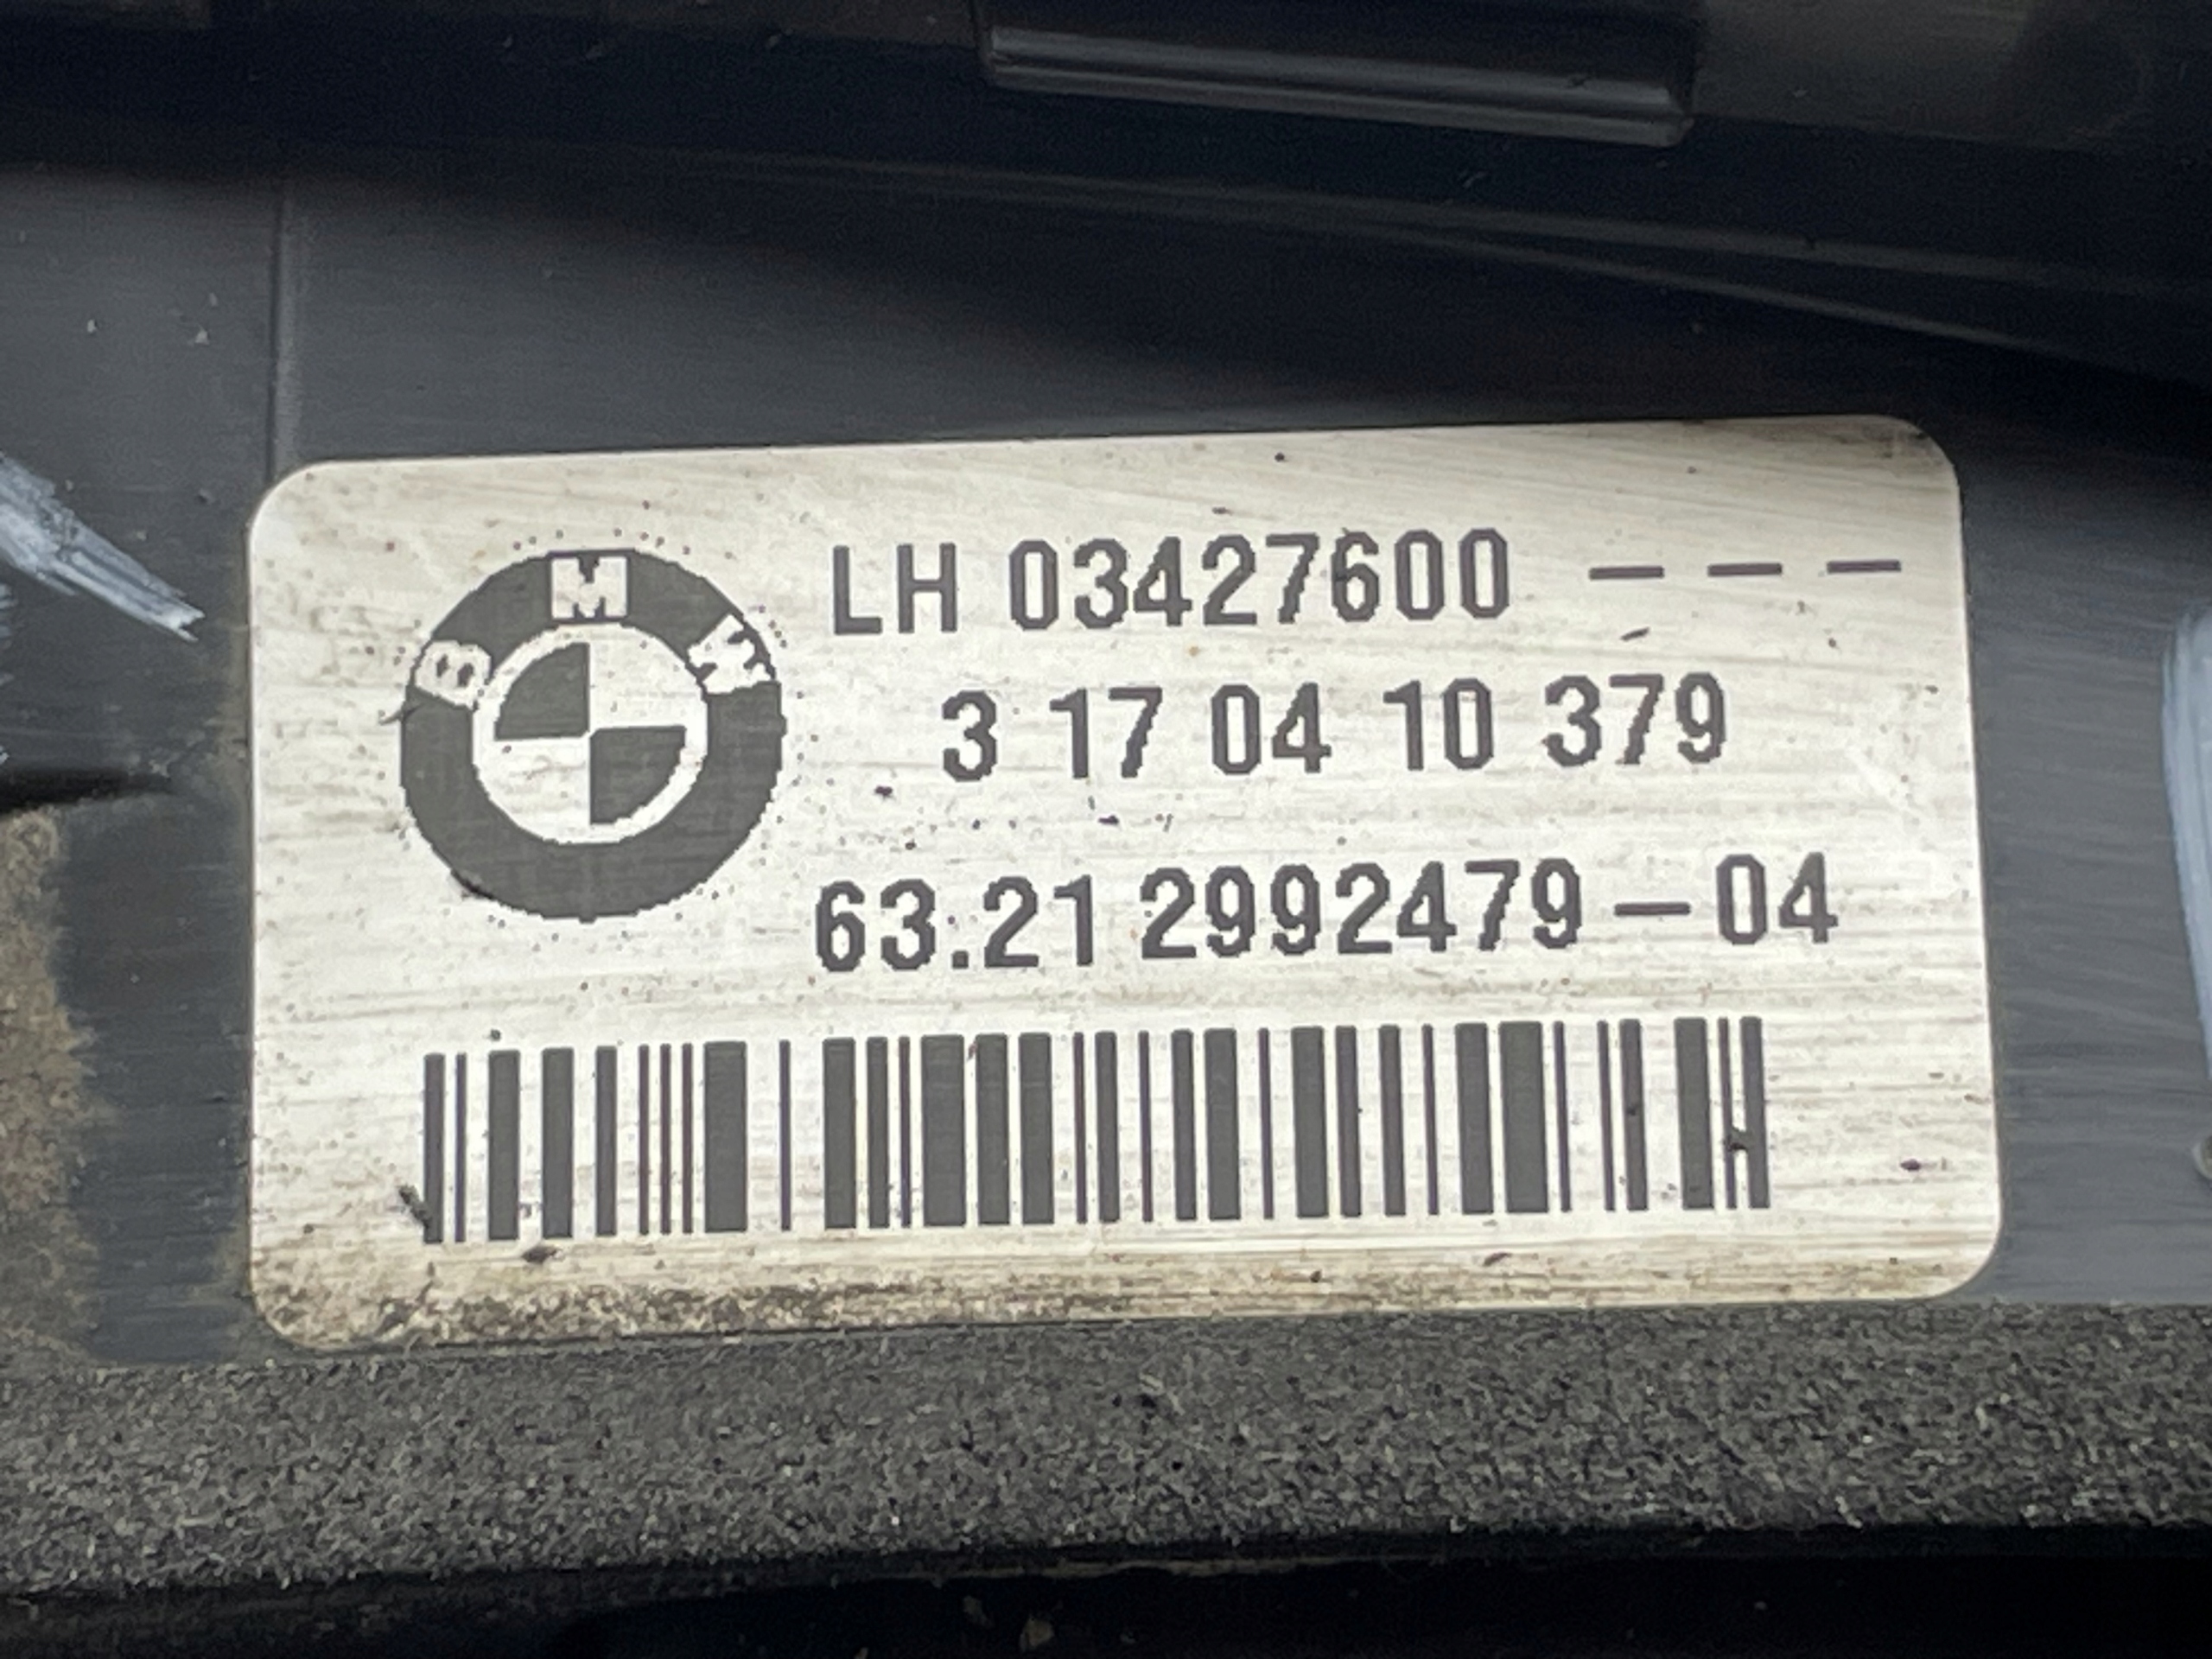 BMW
LH 03427600 – – –
3 17 04 10 379
63.21 2992479-04